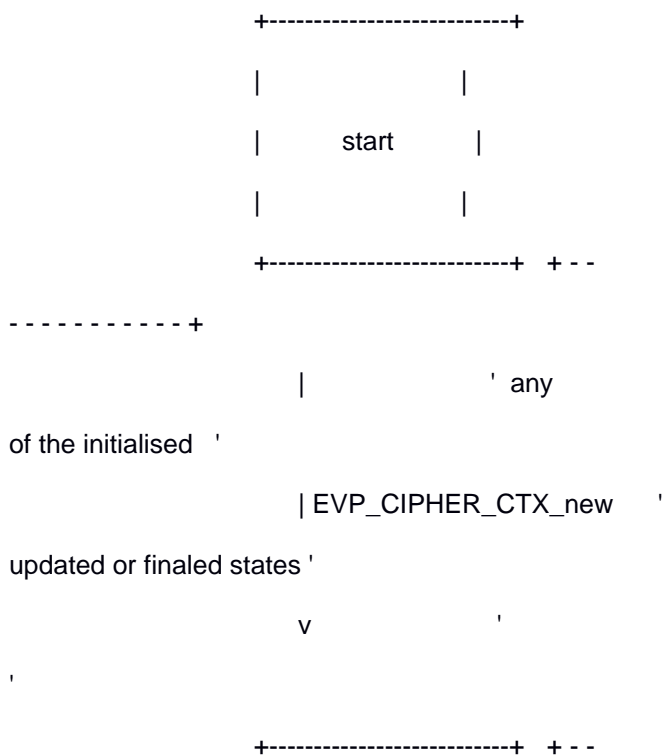 +---------------------------+
|                           |
|           start           |
|                           |
+---------------------------+   + - -
- - - - - - - - - - - +
|                    ' any
of the initialised   '
| EVP_CIPHER_CTX_new     '
updated or finaled states '
v                    '
'
+---------------------------+   + - -